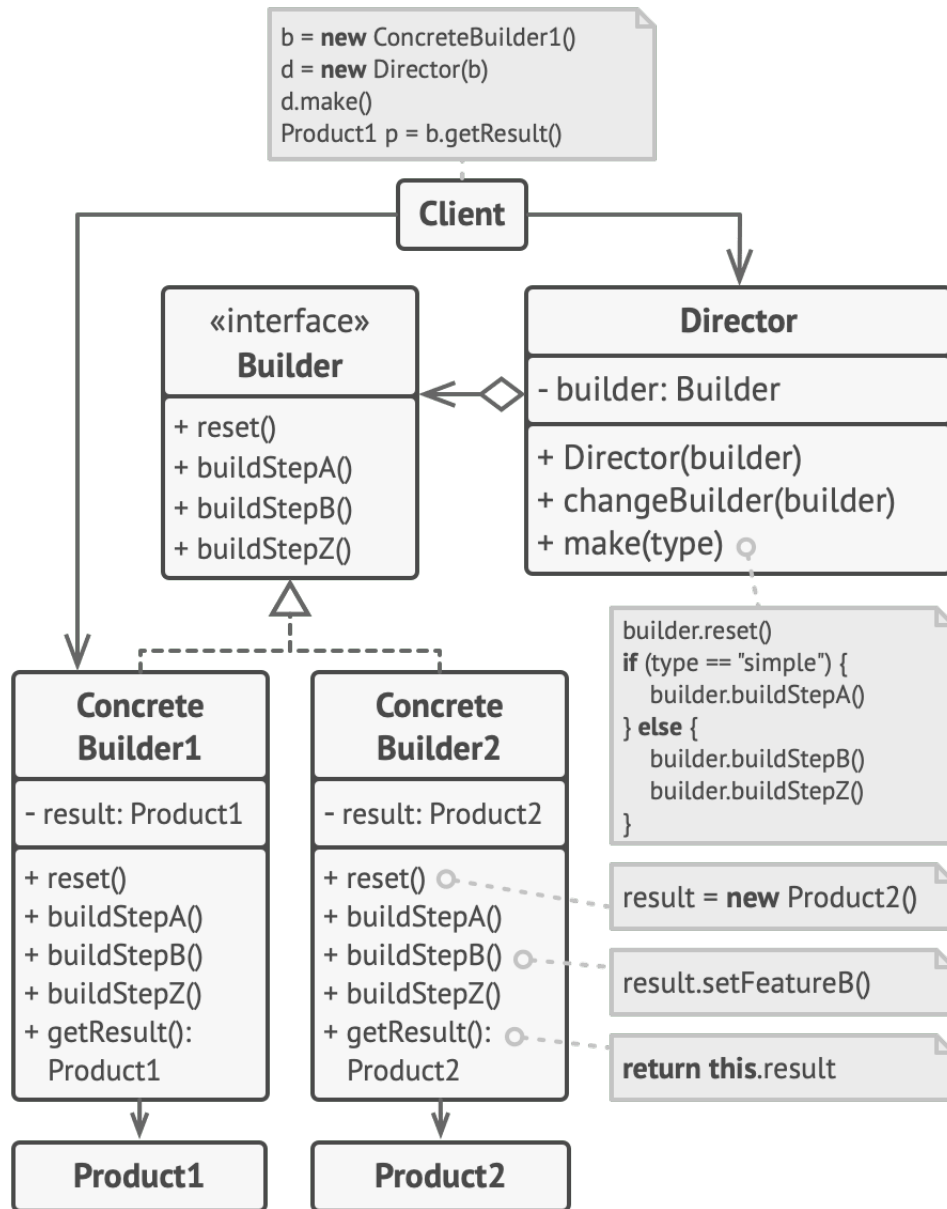 b = new ConcreteBuilder1()
d = new Director(b)
d.make()
Product1 p = b.getResult()
Client
«interface»
Builder
+ reset()
+ buildStepA()
+ buildStepB()
+ buildStepZ()
Director
- builder: Builder
+ Director(builder)
+ changeBuilder(builder)
+ make(type)
builder.reset()
if (type == "simple") {
builder.buildStepA()
} else {
builder.buildStepB()
builder.buildStepZ()
}
Concrete
Builder1
- result: Product1
+ reset()
+ buildStepA()
+ buildStepB()
+ buildStepZ()
+ getResult():
Product1
Concrete
Builder2
- result: Product2
+ reset()
+ buildStepA()
+ buildStepB()
+ buildStepZ()
+ getResult():
Product2
result = new Product2()
result.setFeatureB()
return this.result
Product1
Product2